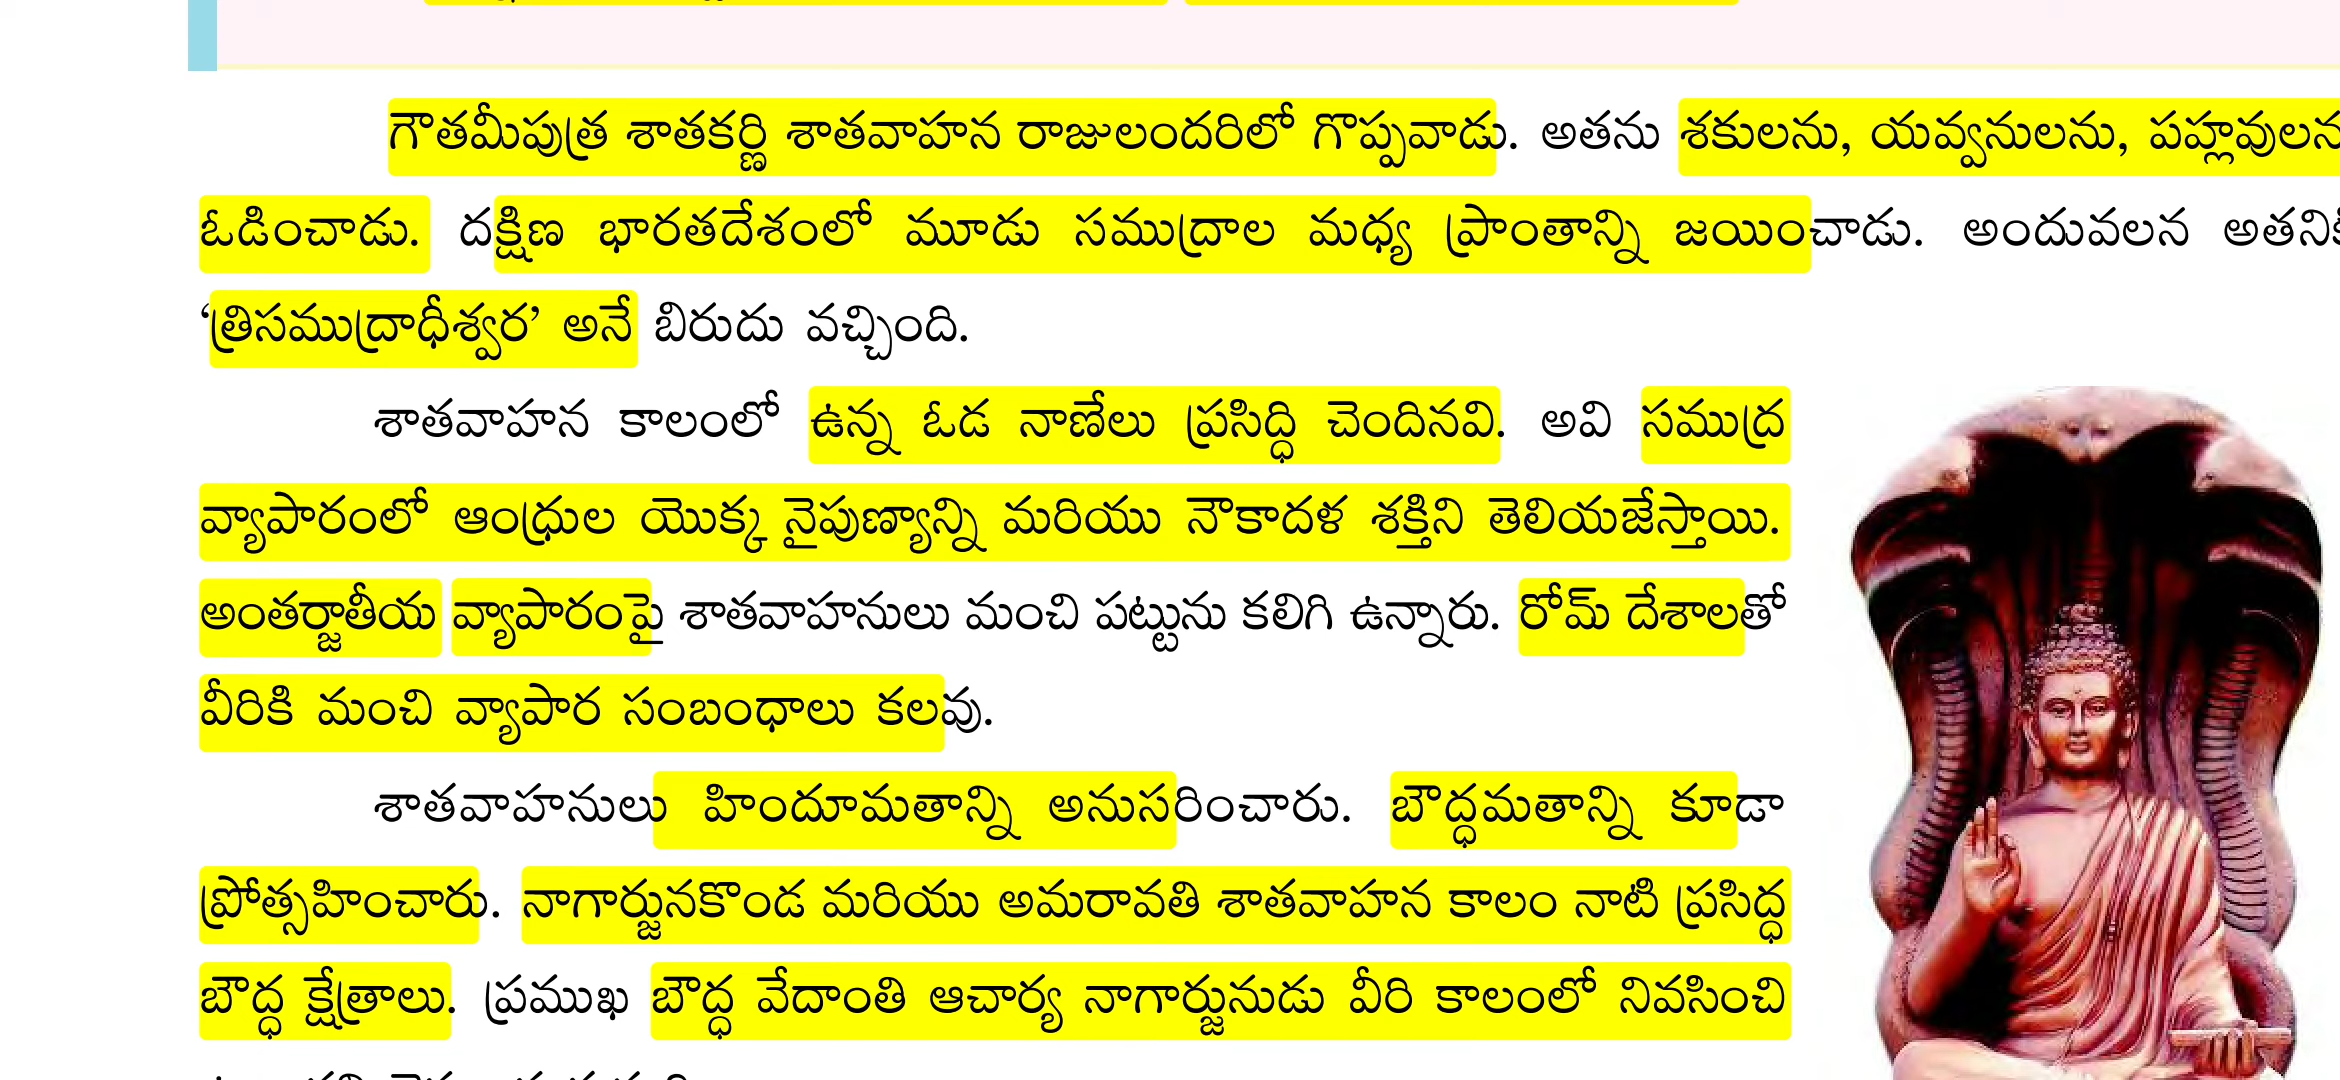 గౌతమీపుత్ర శాతకర్ణి శాతవాహన రాజులందరిలో గొప్పవాడు. అతను శకులను, యవ్వనులను, పహ్లవులను
ఓడించాడు. దక్షిణ భారతదేశంలో మూడు సముద్రాల మధ్య ప్రాంతాన్ని జయించాడు. అందువలన అతనికి
‘త్రిసముద్రాధీశ్వర’ అనే బిరుదు వచ్చింది.
శాతవాహన కాలంలో ఉన్న ఓడ నాణేలు ప్రసిద్ధి చెందినవి. అవి సముద్ర
వ్యాపారంలో ఆంధ్రుల యొక్క నైపుణ్యాన్ని మరియు నౌకాదళ శక్తిని తెలియజేస్తాయి.
అంతర్జాతీయ వ్యాపారంపై శాతవాహనులు మంచి పట్టును కలిగి ఉన్నారు. రోమ్ దేశాలతో
వీరికి మంచి వ్యాపార సంబంధాలు కలవు.
శాతవాహనులు హిందూమతాన్ని అనుసరించారు. బౌద్ధమతాన్ని కూడా
ప్రోత్సహించారు. నాగార్జునకొండ మరియు అమరావతి శాతవాహన కాలం నాటి ప్రసిద్ధ
బౌద్ధ క్షేత్రాలు. ప్రముఖ బౌద్ధ వేదాంతి ఆచార్య నాగార్జునుడు వీరి కాలంలో నివసించి